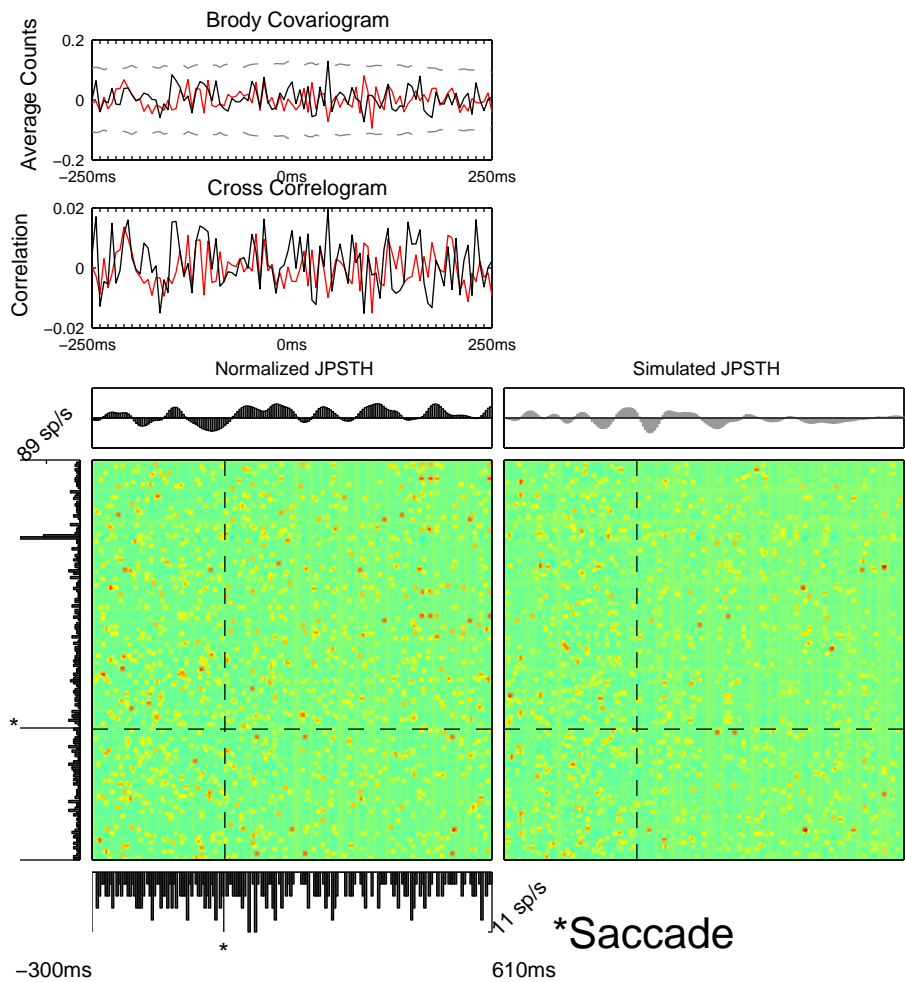 Brody Covariogram
Average Counts
0.2
0
−0.2
−250ms
0ms
250ms
Cross Correlogram
Correlation
0.02
0
−0.02
−250ms
0ms
250ms
Normalized JPSTH
Simulated JPSTH
89 sp/s
*
11 sp/s
*
*Saccade
−300ms
610ms